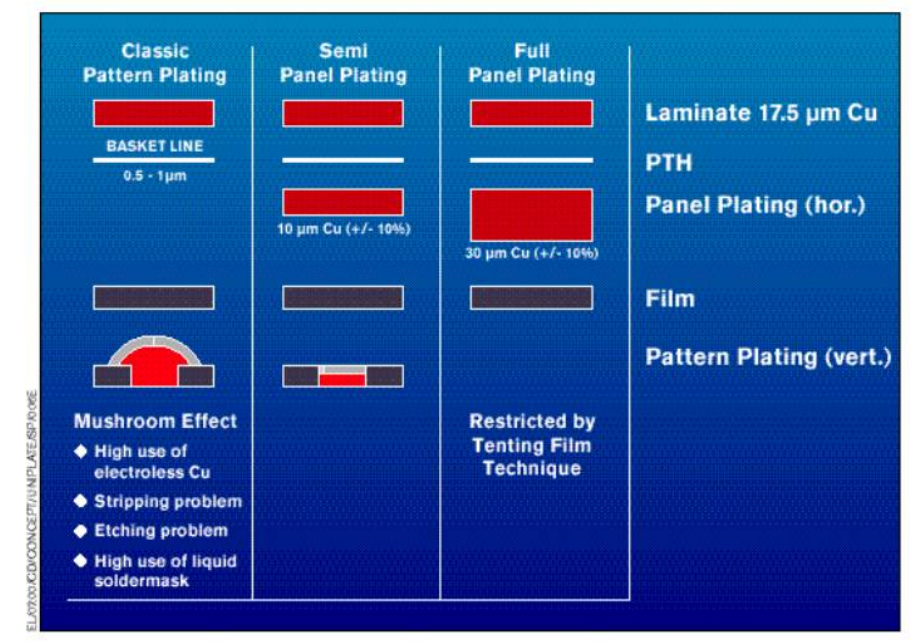 Classic
Pattern Plating
Semi
Panel Plating
Full
Panel Plating
Laminate 17.5 µm Cu
BASKET LINE
0.5 - 1µm
PTH
Panel Plating (hor.)
10 µm Cu (+/- 10%)
30 µm Cu (+/- 10%)
Film
Pattern Plating (vert.)
Mushroom Effect
High use of
electroless Cu
Stripping problem
Etching problem
High use of liquid
soldermask
Restricted by
Tenting Film
Technique